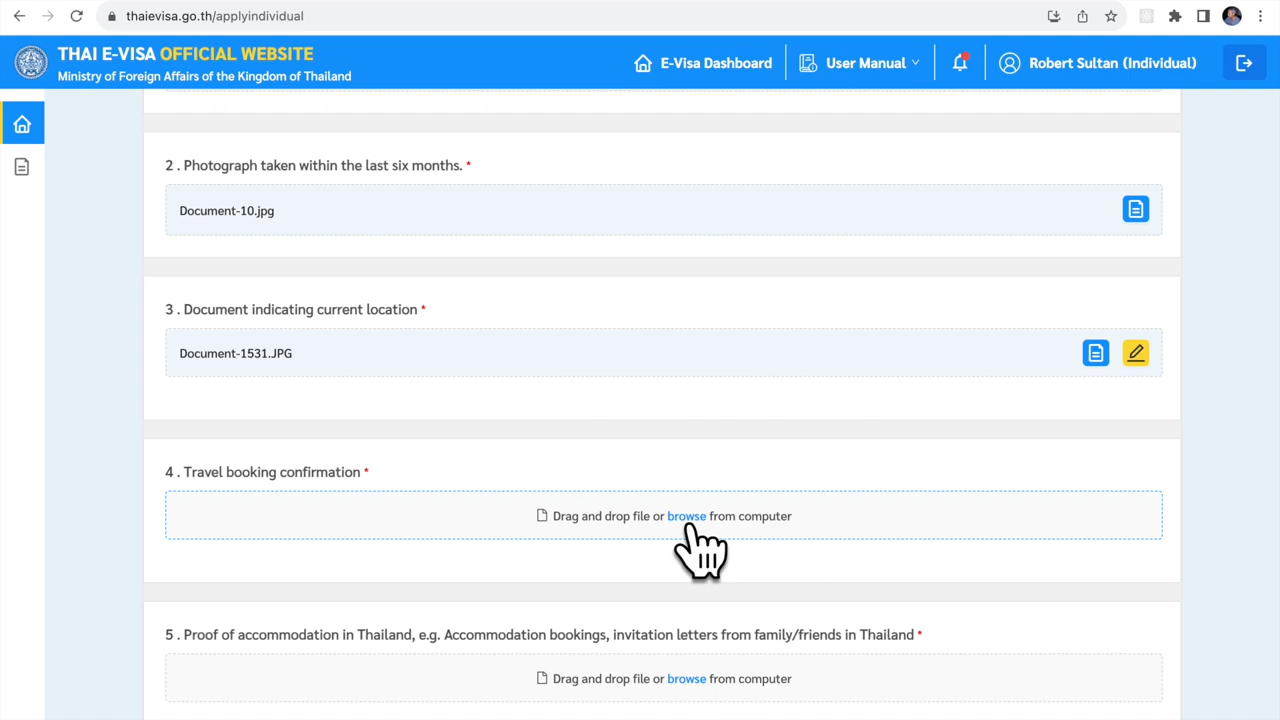 thaievisa.go.th/applyindividual
THAI E-VISA OFFICIAL WEBSITE
Ministry of Foreign Affairs of the Kingdom of Thailand
E-Visa Dashboard
User Manual
Robert Sultan (Individual)
2 . Photograph taken within the last six months. *
Document-10.jpg
3 . Document indicating current location *
Document-1531.JPG
4 . Travel booking confirmation *
Drag and drop file or browse from computer
5 . Proof of accommodation in Thailand, e.g. Accommodation bookings, invitation letters from family/friends in Thailand *
Drag and drop file or browse from computer